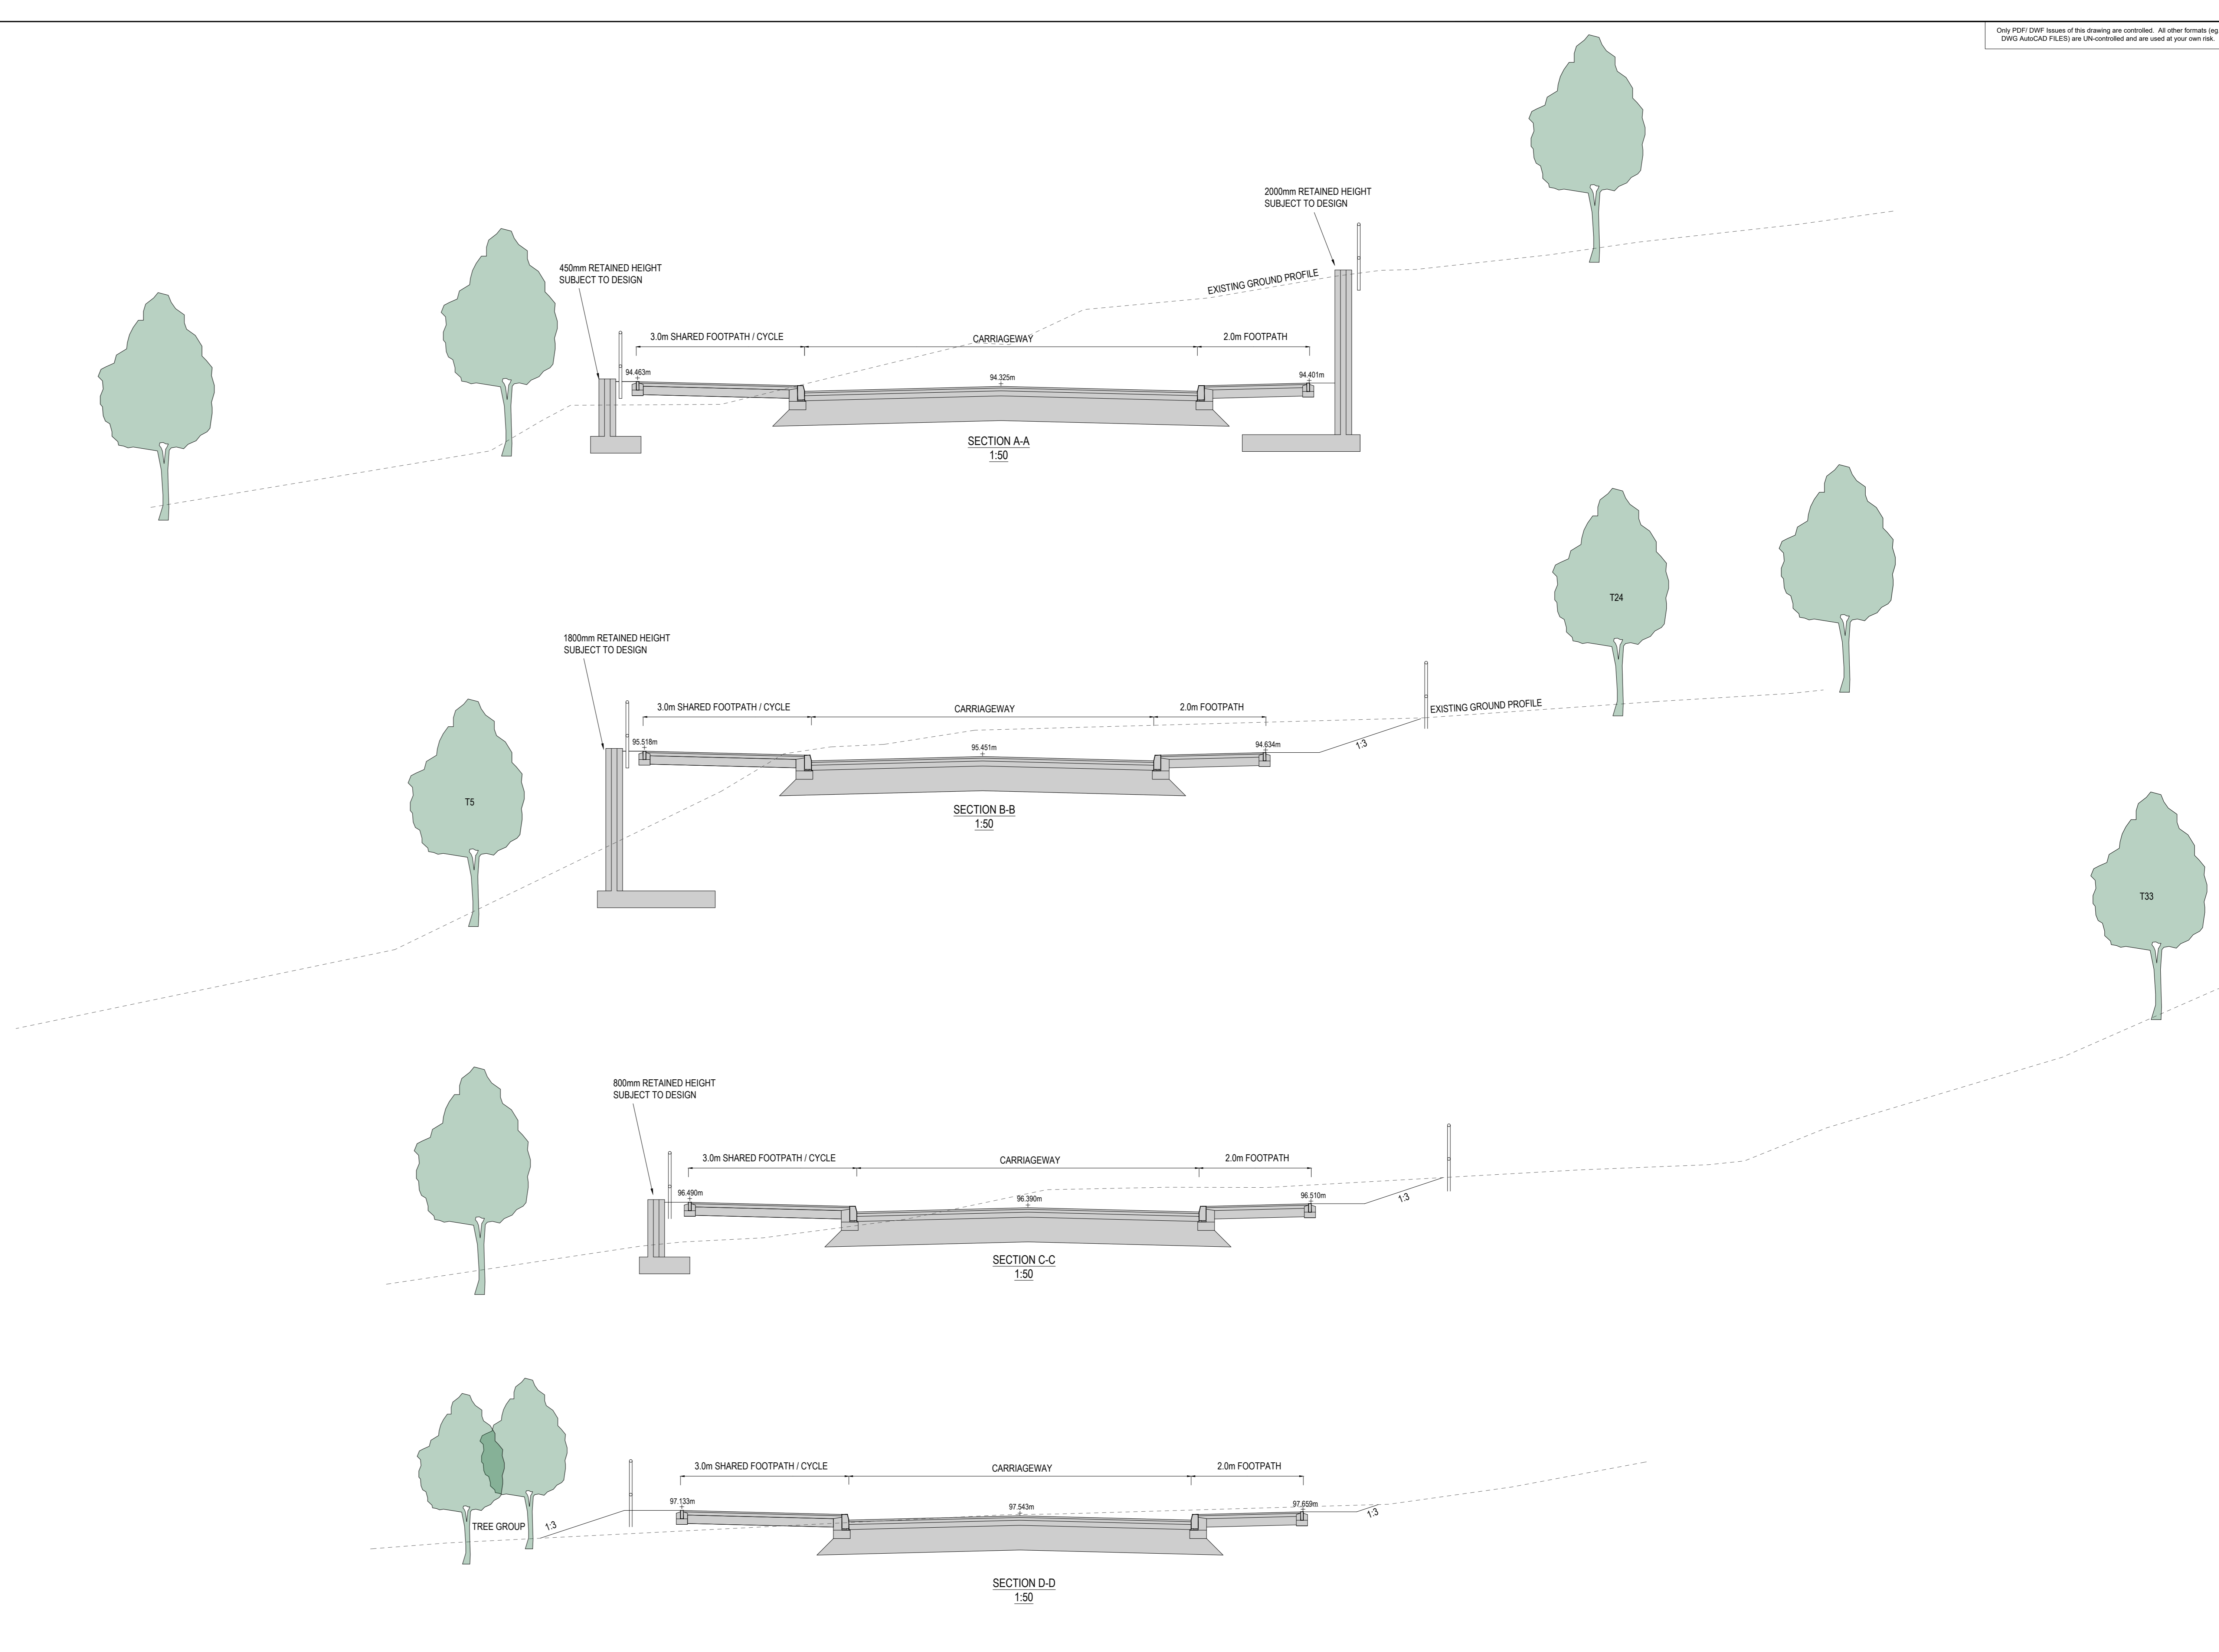 Only PDF/ DWF Issues of this drawing are controlled. All other formats (eg
DWG AutoCAD FILES) are UN-controlled and are used at your own risk.
2000mm RETAINED HEIGHT
SUBJECT TO DESIGN
450mm RETAINED HEIGHT
SUBJECT TO DESIGN
EXISTING GROUND PROFILE
3.0m SHARED FOOTPATH / CYCLE
CARRIAGEWAY
2.0m FOOTPATH
94.463m
94.325m
94.401m
SECTION A-A
1:50
T24
1800mm RETAINED HEIGHT
SUBJECT TO DESIGN
3.0m SHARED FOOTPATH / CYCLE
CARRIAGEWAY
2.0m FOOTPATH
EXISTING GROUND PROFILE
95.518m
95.451m
94.634m
1:3
T5
SECTION B-B
1:50
T33
800mm RETAINED HEIGHT
SUBJECT TO DESIGN
3.0m SHARED FOOTPATH / CYCLE
CARRIAGEWAY
2.0m FOOTPATH
96.490m
96.390m
96.510m
1:3
SECTION C-C
1:50
3.0m SHARED FOOTPATH / CYCLE
CARRIAGEWAY
2.0m FOOTPATH
97.133m
97.543m
97.659m
TREE GROUP
1:3
1:3
SECTION D-D
1:50